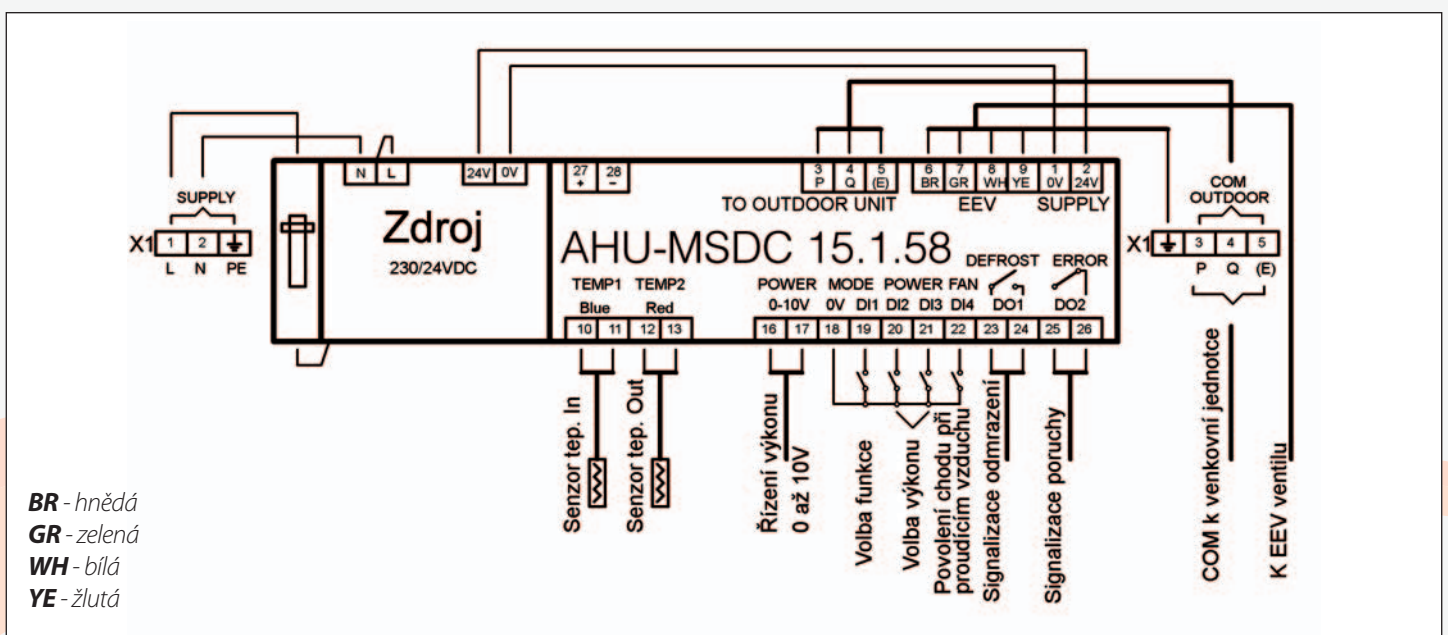 SUPPLY
X1 1 2
L N PE
N L
24V 0V
Zdroj
230/24VDC
27 28
+ −
3 4 5
P Q (E)
TO OUTDOOR UNIT
6 7 8 9
BR GR WH YE
EEV
1 2
0V 24V
SUPPLY
AHU-MSDC 15.1.58
TEMP1 TEMP2
Blue Red
10 11 12 13
POWER MODE POWER FAN
0-10V 0V DI1 DI2 DI3 DI4
DEFROST ERROR
DO1 DO2
16 17 18 19 20 21 22 23 24 25 26
COM
OUTDOOR
X1 3 4 5
P Q (E)
Senzor tep. In
Senzor tep. Out
Řízení výkonu
0 až 10V
Volba funkce
Volba výkonu
Povolení chodu při
proudícím vzduchu
Signalizace odmrazení
Signalizace poruchy
COM k venkovní jednotce
K EEV ventilu
BR - hnědá
GR - zelená
WH - bílá
YE - žlutá